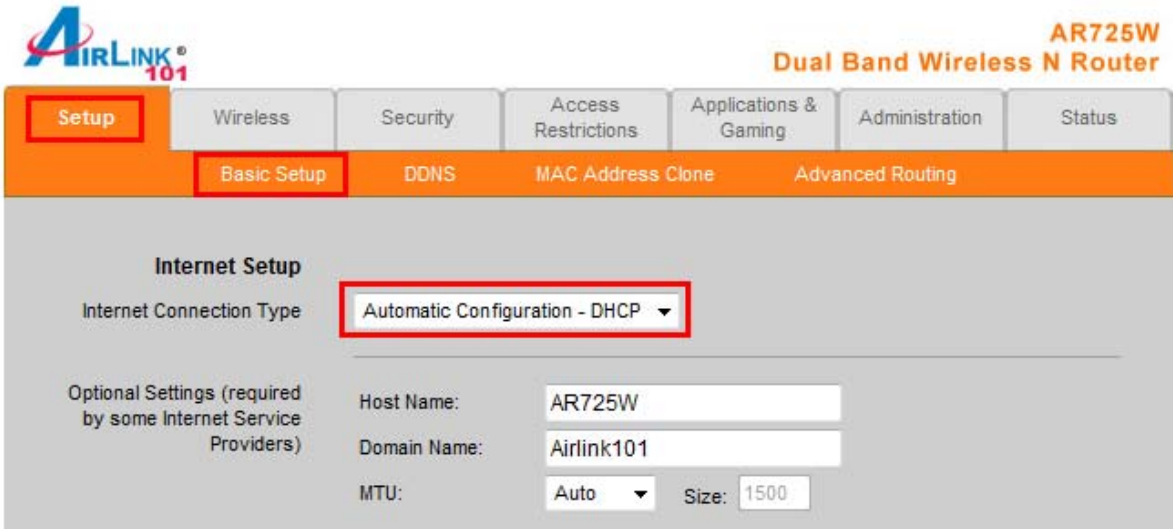 AIRLINK®
101
AR725W
Dual Band Wireless N Router
Setup
Wireless
Security
Access
Restrictions
Applications &
Gaming
Administration
Status
Basic Setup
DDNS
MAC Address Clone
Advanced Routing
Internet Setup
Internet Connection Type
Automatic Configuration - DHCP
Optional Settings (required
by some Internet Service
Providers)
Host Name:
AR725W
Domain Name:
Airlink101
MTU:
Auto
Size:
1500